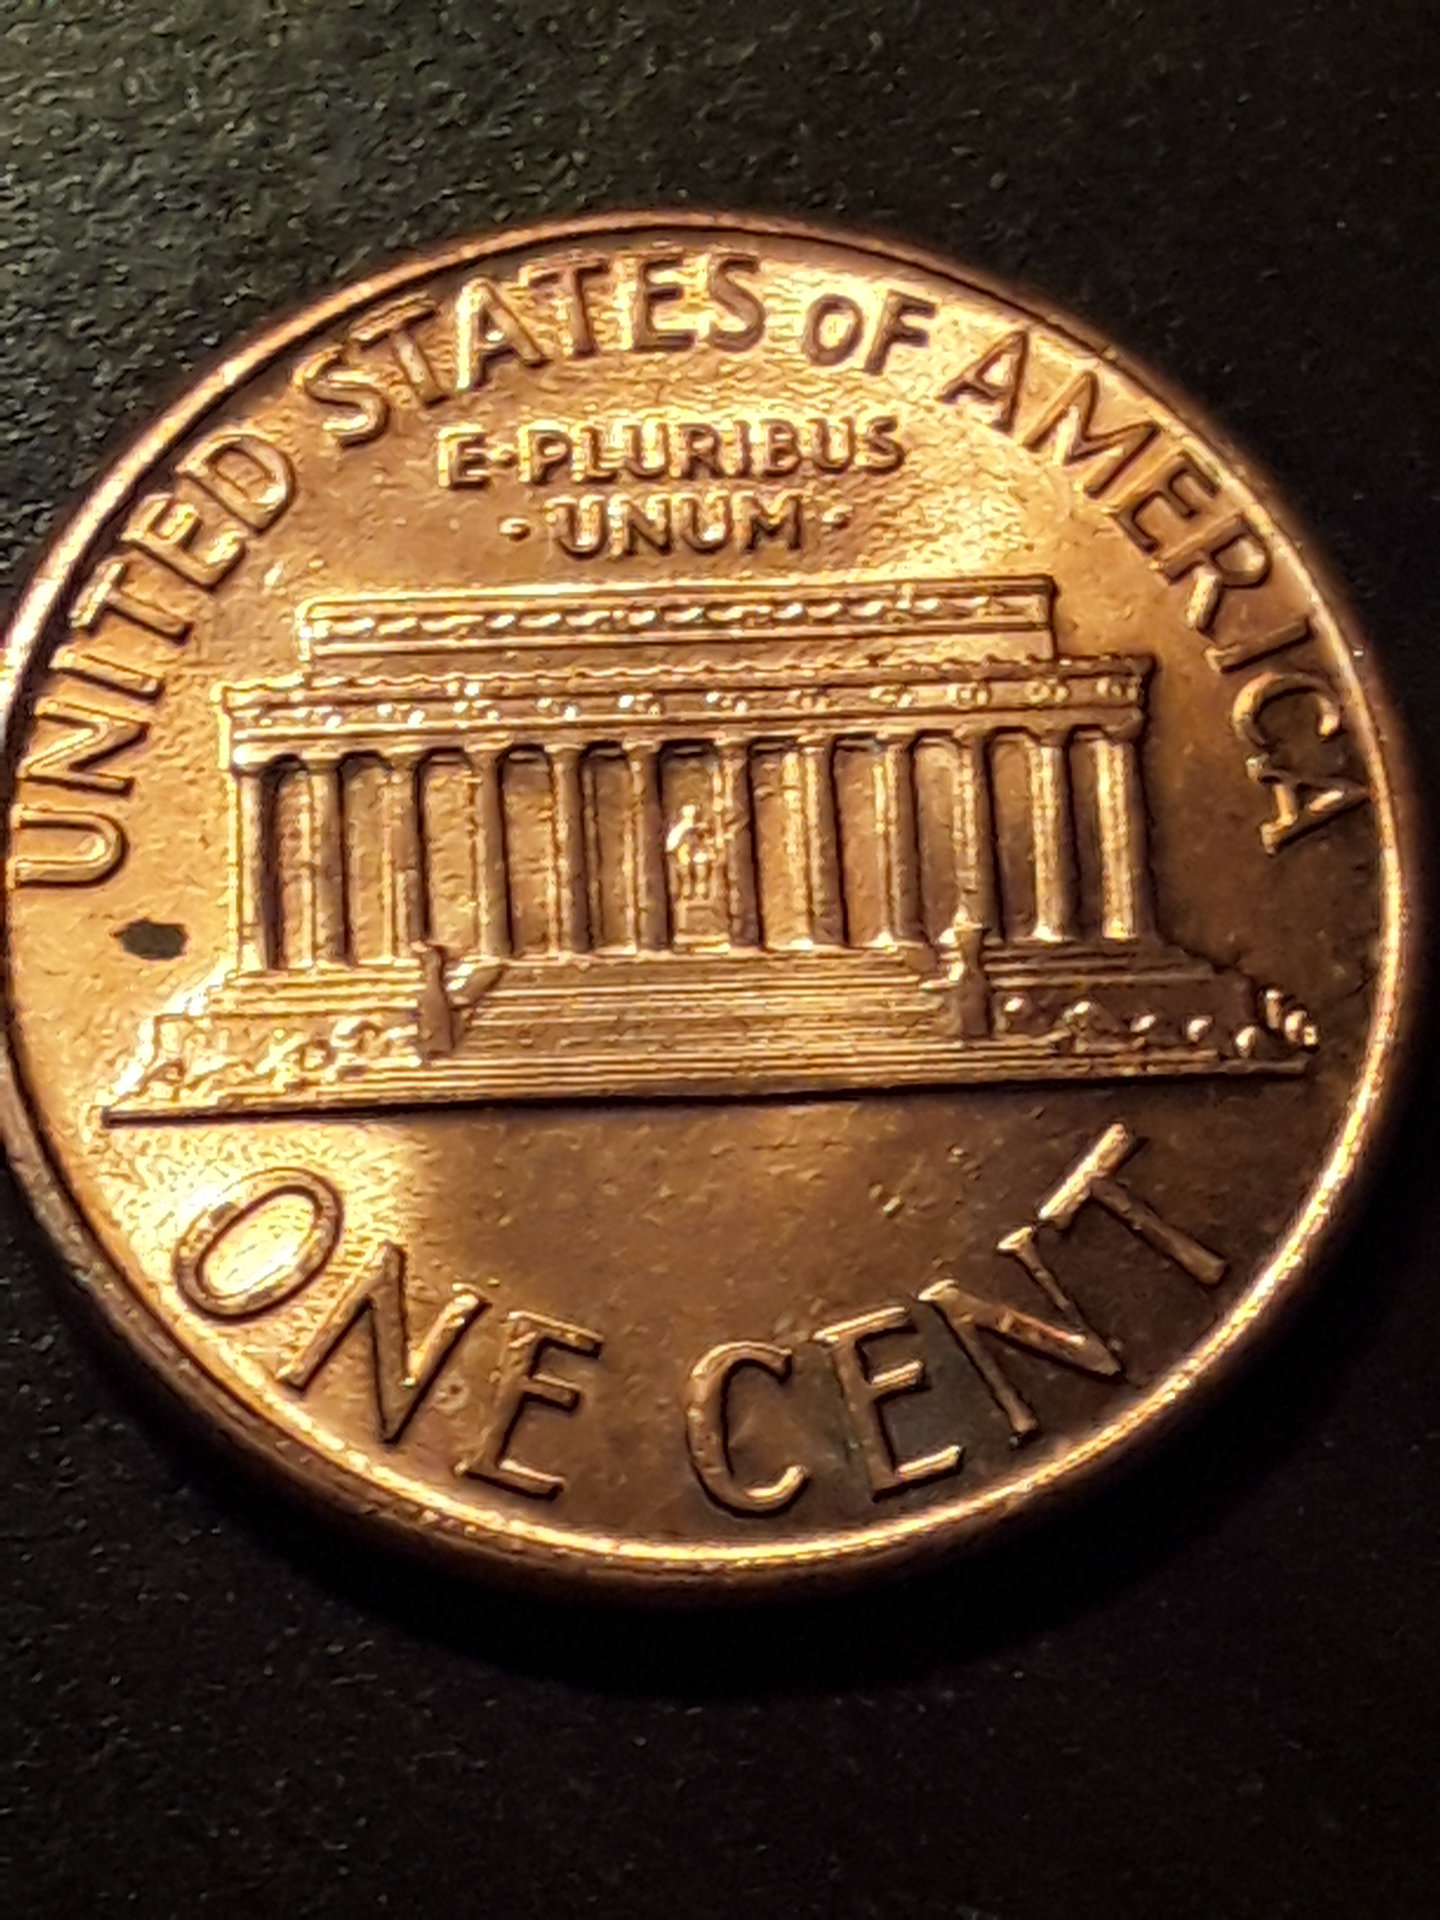 UNITED STATES OF AMERICA
E·PLURIBUS
·UNUM·
ONE CENT